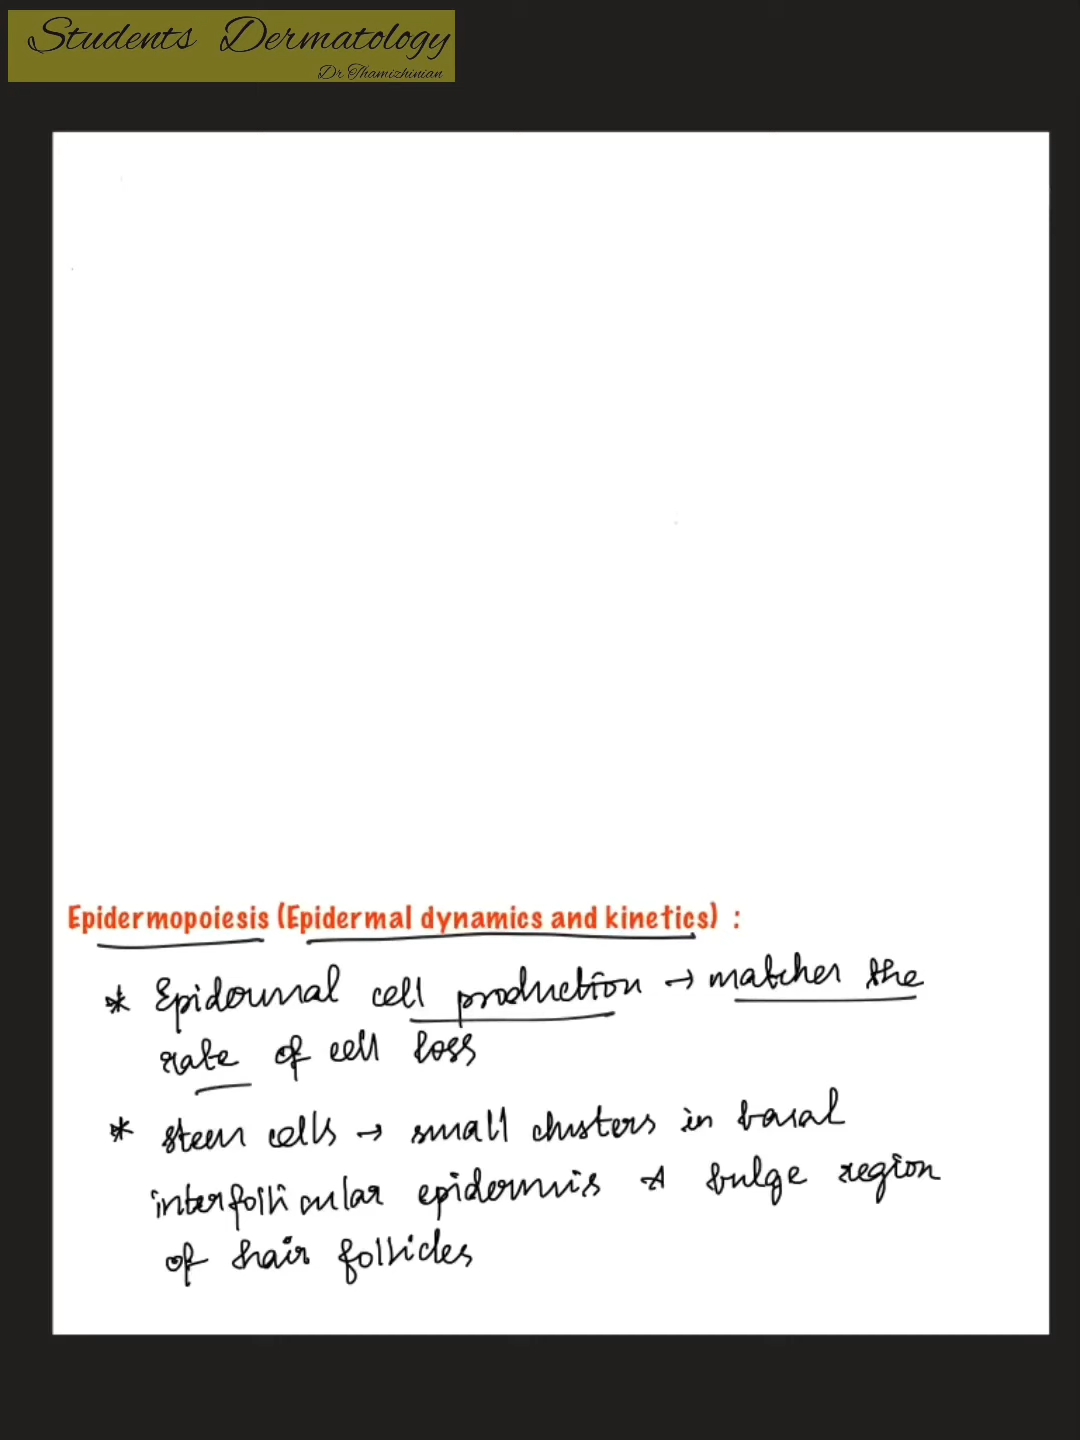 Students Dermatology
Dr.Thamizhinian
Epidermopoiesis (Epidermal dynamics and kinetics) :
* Epidermal cell production → matches the
rate of cell loss
* stem cells → small clusters in basal
interfollicular epidermis & bulge region
of hair follicles